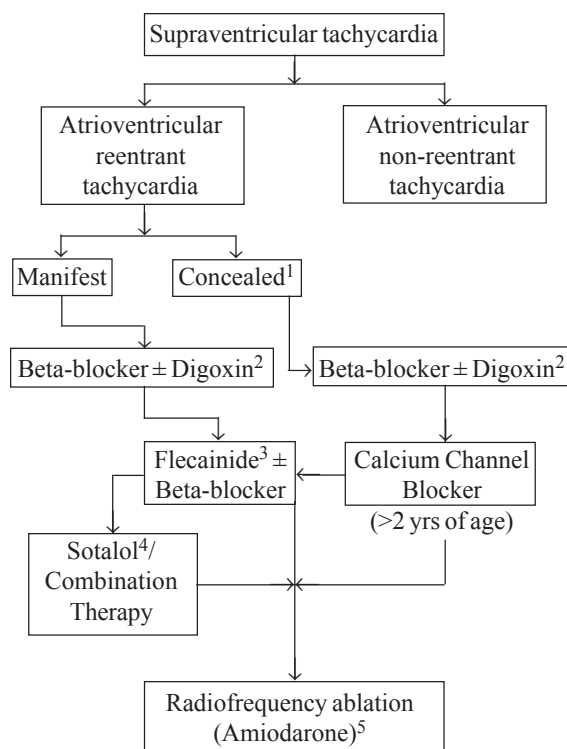 Supraventricular tachycardia
Atrioventricular
reentrant
tachycardia
Atrioventricular
non-reentrant
tachycardia
Manifest
Concealed¹
Beta-blocker ± Digoxin²
Beta-blocker ± Digoxin²
Flecainide³ ±
Beta-blocker
Calcium Channel
Blocker
(>2 yrs of age)
Sotalol⁴/
Combination
Therapy
Radiofrequency ablation
(Amiodarone)⁵